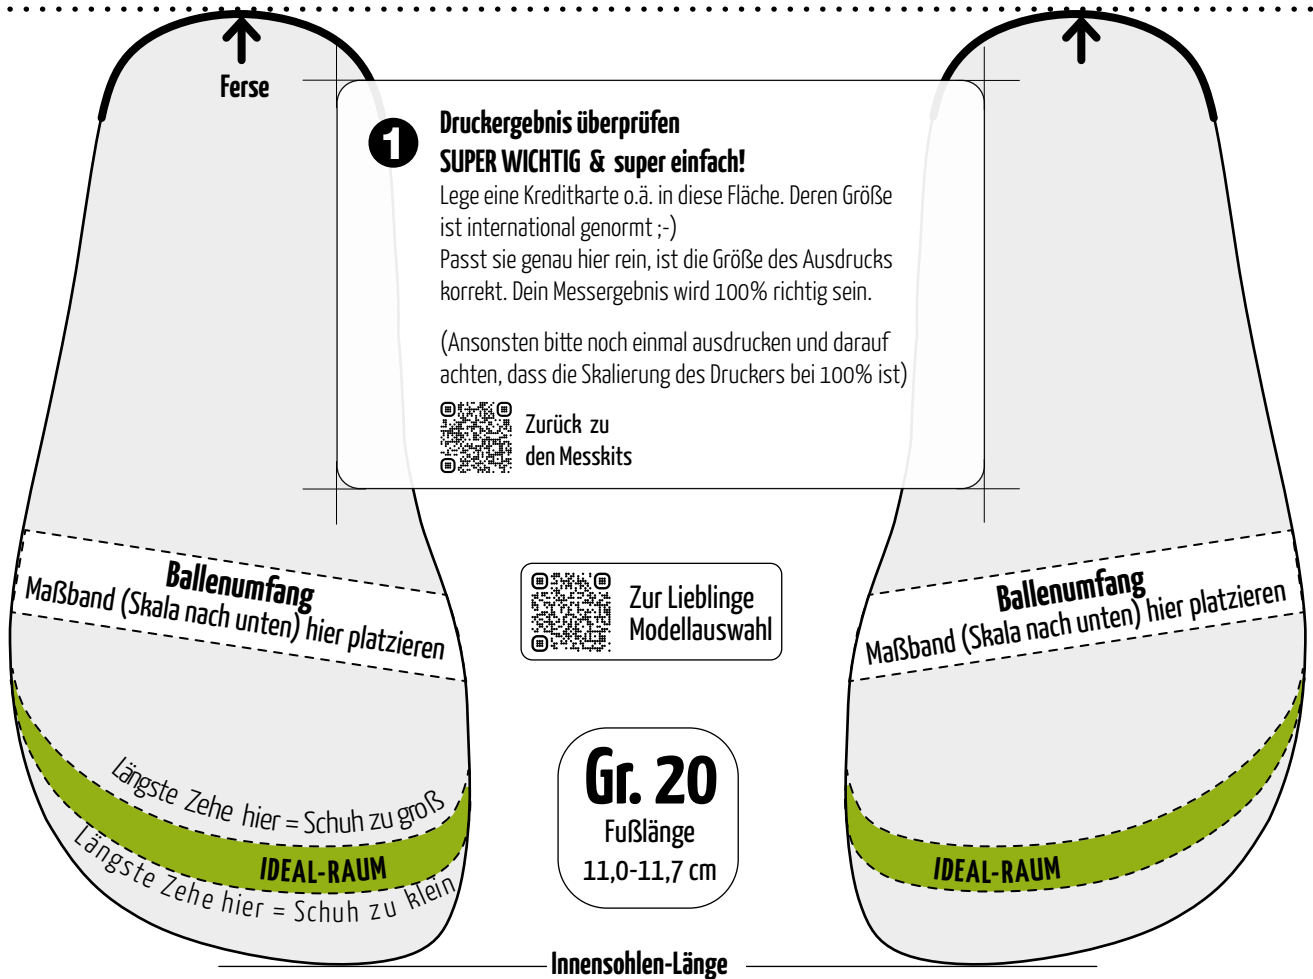 Ferse
1
Druckergebnis überprüfen
SUPER WICHTIG & super einfach!
Lege eine Kreditkarte o.ä. in diese Fläche. Deren Größe
ist international genormt ;-)
Passt sie genau hier rein, ist die Größe des Ausdrucks
korrekt. Dein Messergebnis wird 100% richtig sein.
(Ansonsten bitte noch einmal ausdrucken und darauf
achten, dass die Skalierung des Druckers bei 100% ist)
Zurück zu
den Messkits
Ballenumfang
Maßband (Skala nach unten) hier platzieren
Zur Lieblinge
Modellauswahl
Ballenumfang
Maßband (Skala nach unten) hier platzieren
Längste Zehe hier = Schuh zu groß
IDEAL-RAUM
Längste Zehe hier = Schuh zu klein
Gr. 20
Fußlänge
11,0-11,7 cm
IDEAL-RAUM
Innensohlen-Länge